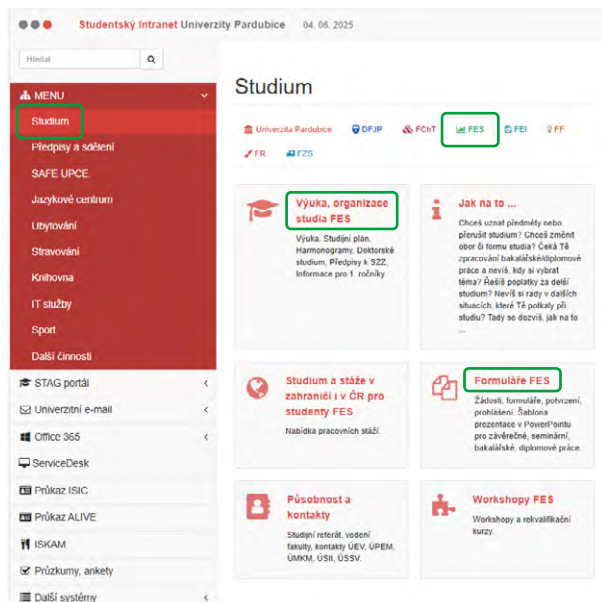 Studentský Intranet Univerzity Pardubice 04. 06. 2025
Hledat
MENU
Studium
Předpisy a sdělení
SAFE UPCE
Jazykové centrum
Ubytování
Stravování
Knihovna
IT služby
Sport
Další činnosti
STAG portál
Univerzitní e-mail
Office 365
ServiceDesk
Průkaz ISIC
Průkaz ALIVE
ISKAM
Průzkumy, ankety
Další systémy
Studium
Univerzita Pardubice DFJP FChT FES FEI FF
FR FZS
Výuka, organizace
studia FES
Výuka. Studijní plán.
Harmonogramy, Doktorské
studium, Předpisy k SZZ,
Informace pro 1. ročníky.
Jak na to ...
Chceš uznat předměty nebo
přerušit studium? Chceš změnit
obor či formu studia? Čeká Tě
zpracování bakalářské/diplomové
práce a nevíš, kdy si vybrat
téma? Řešíš poplatky za delší
studium? Nevíš si rady v dalších
situacích, které Tě potkaly při
studiu? Tady se dozvíš, jak na to
...
Studium a stáže v
zahraničí i v ČR pro
studenty FES
Nabídka pracovních stáží.
Formuláře FES
Žádosti, formuláře, potvrzení,
prohlášení. Šablona
prezentace v PowerPointu
pro závěrečné, seminární,
bakalářské, diplomové práce.
Působnost a
kontakty
Studijní referát, vedení
fakulty, kontakty ÚEV, ÚPEM,
ÚMKM, ÚSII, ÚSSV.
Workshopy FES
Workshopy a rekvalifikační
kurzy.